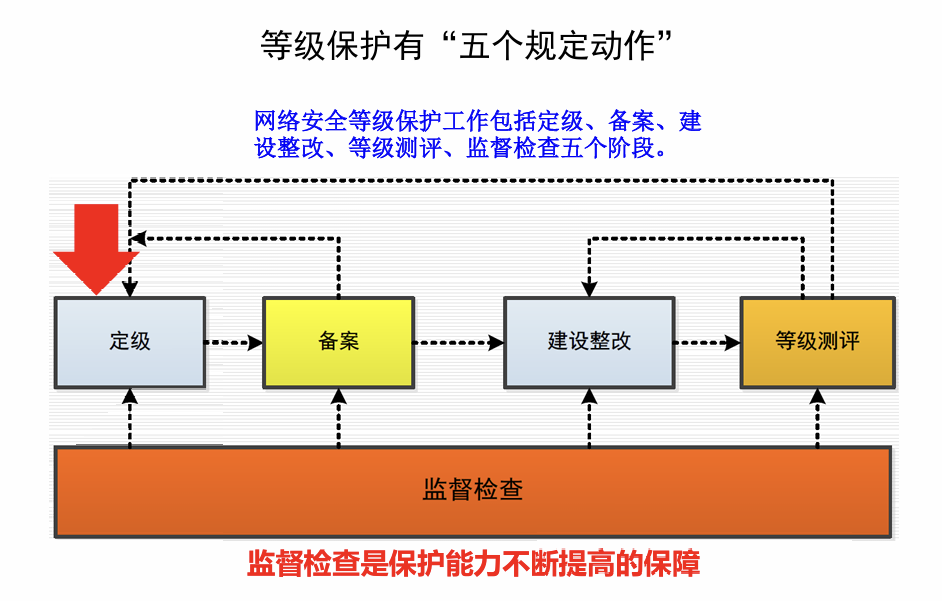 等级保护有“五个规定动作”
网络安全等级保护工作包括定级、备案、建
设整改、等级测评、监督检查五个阶段。
定级
备案
建设整改
等级测评
监督检查
监督检查是保护能力不断提高的保障